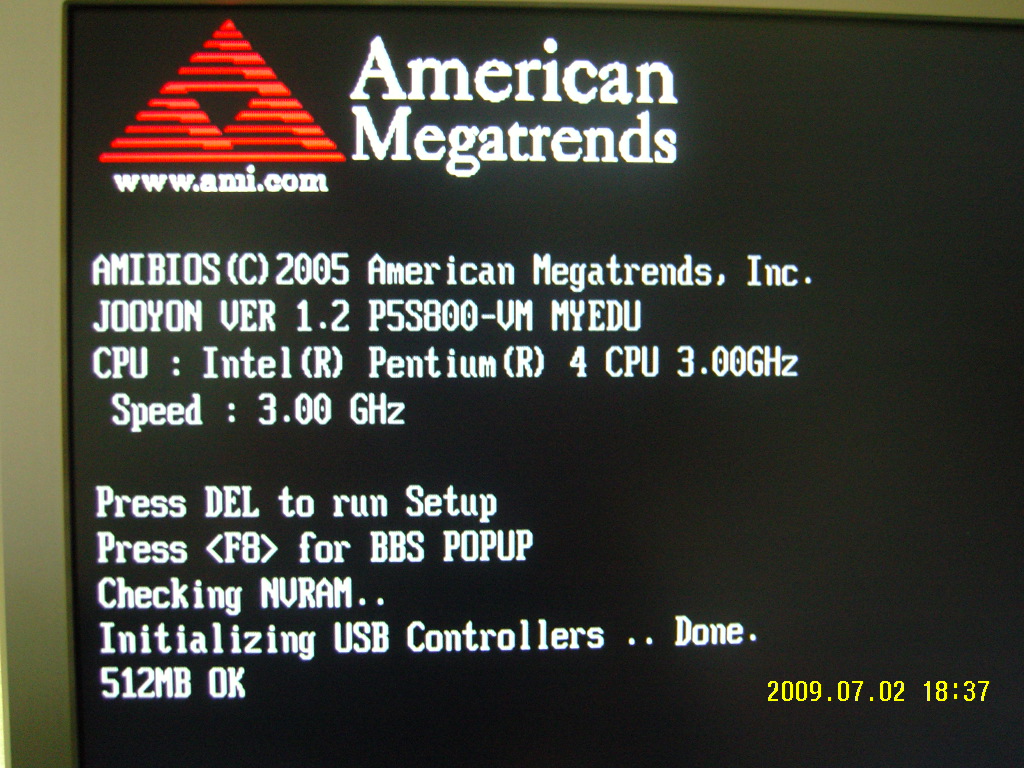 American
Megatrends
www.ami.com
AMIBIOS(C)2005 American Megatrends, Inc.
JOOYON VER 1.2 P5S800-VM MYEDU
CPU : Intel(R) Pentium(R) 4 CPU 3.00GHz
Speed : 3.00 GHz
Press DEL to run Setup
Press <F8> for BBS POPUP
Checking NVRAM..
Initializing USB Controllers .. Done.
512MB OK
2009.07.02 18:37